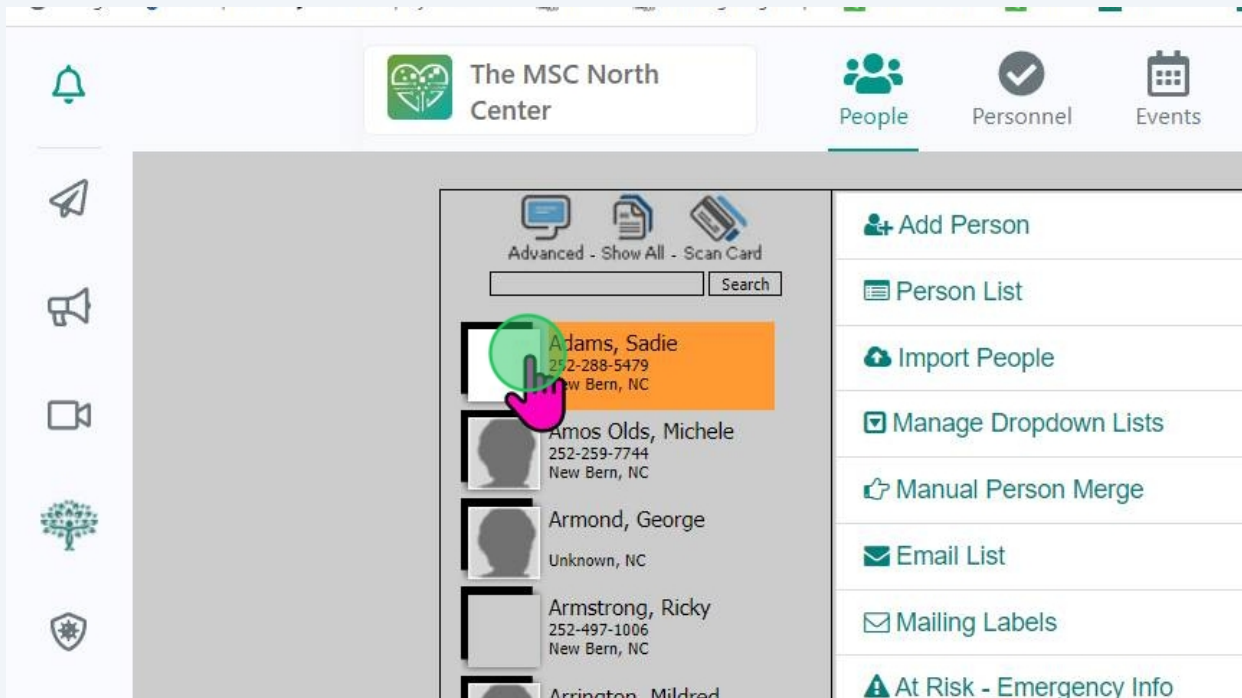 The MSC North
Center
People
Personnel
Events
Advanced - Show All - Scan Card
Search
Adams, Sadie
252-288-5479
New Bern, NC
Amos Olds, Michele
252-259-7744
New Bern, NC
Armond, George
Unknown, NC
Armstrong, Ricky
252-497-1006
New Bern, NC
Arrington, Mildred
Add Person
Person List
Import People
Manage Dropdown Lists
Manual Person Merge
Email List
Mailing Labels
At Risk - Emergency Info